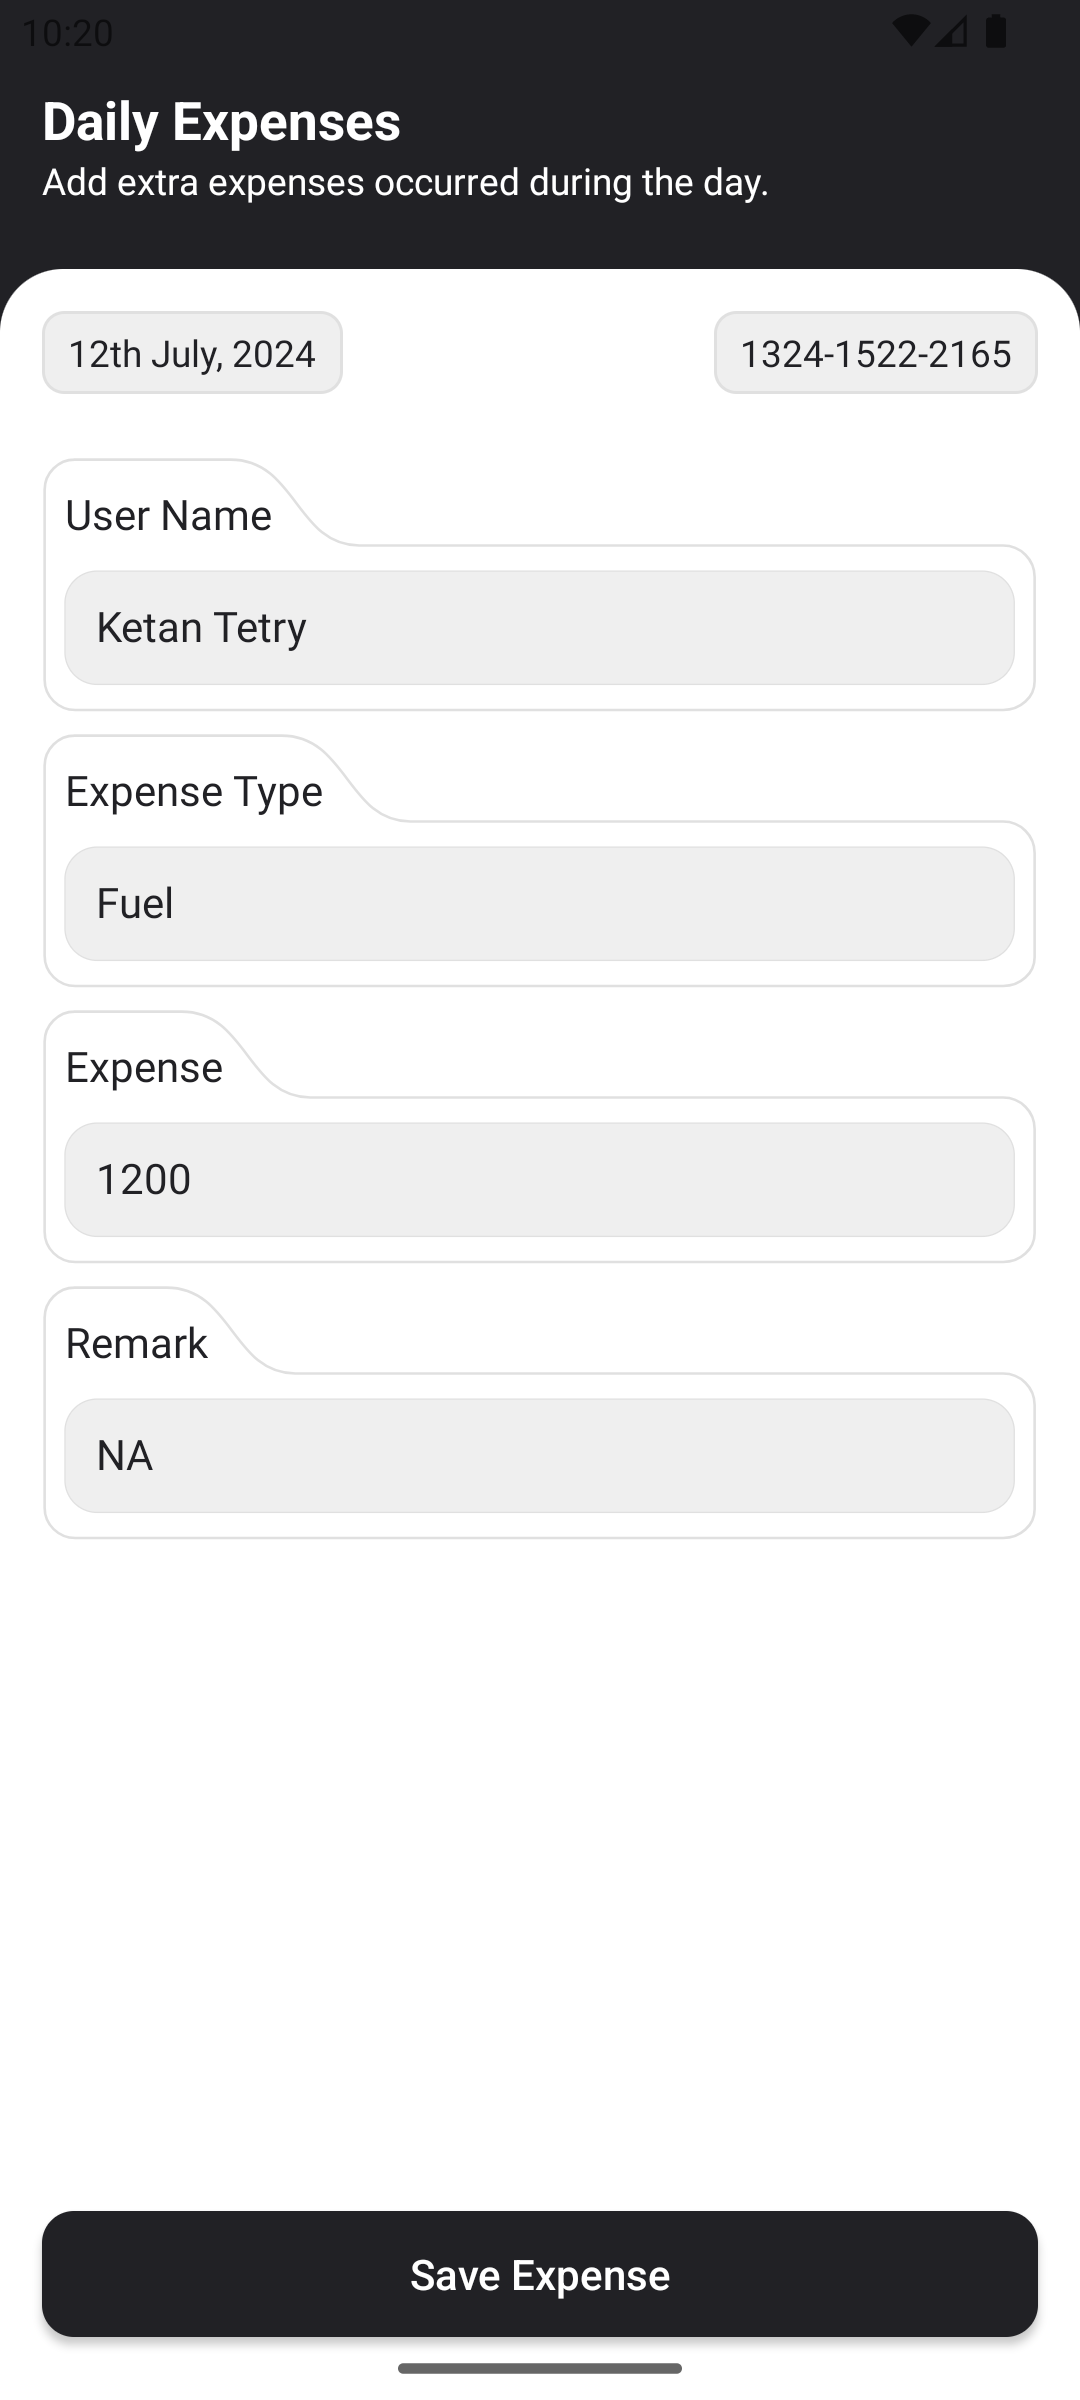 10:20
Daily Expenses
Add extra expenses occurred during the day.
12th July, 2024
1324-1522-2165
User Name
Ketan Tetry
Expense Type
Fuel
Expense
1200
Remark
NA
Save Expense